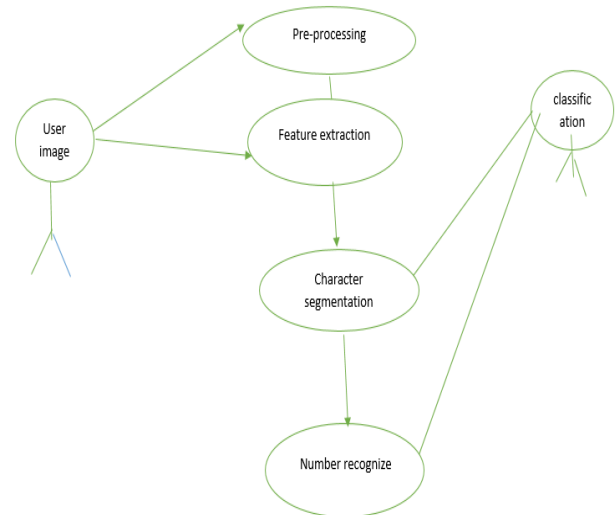 Pre-processing
User
image
Feature extraction
classific
ation
Character
segmentation
Number recognize